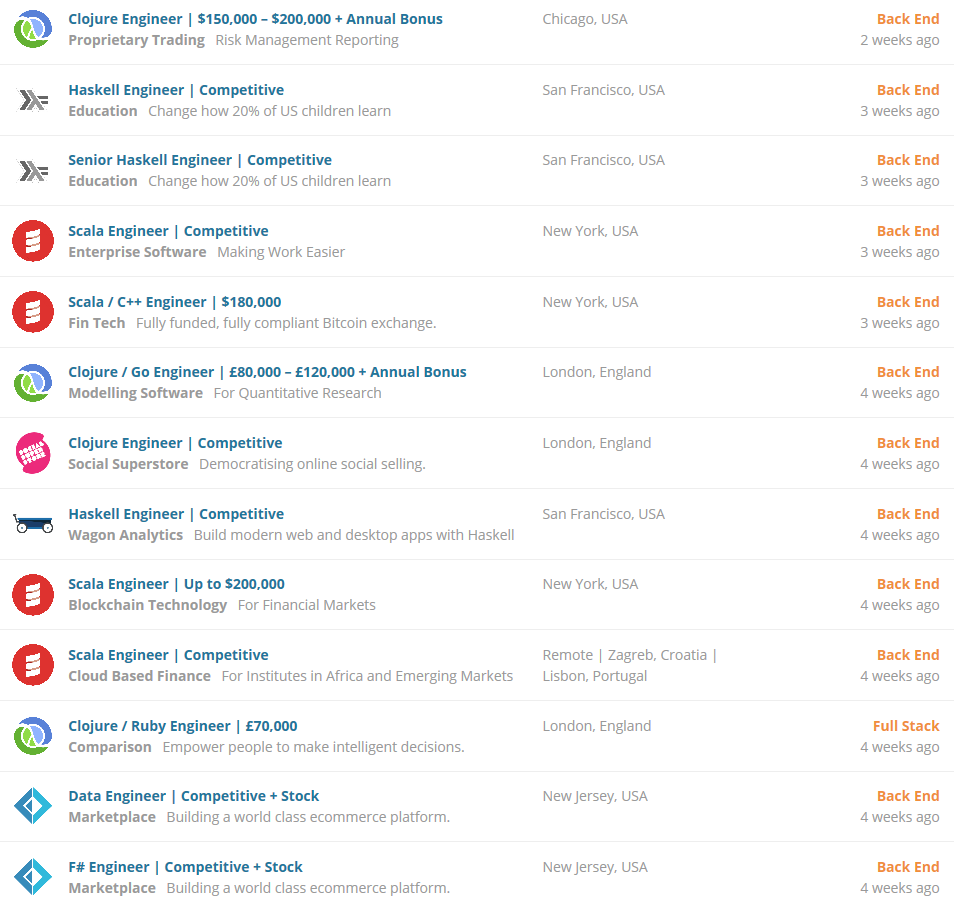 Clojure Engineer | $150,000 – $200,000 + Annual Bonus
Chicago, USA
Back End
Proprietary Trading Risk Management Reporting
2 weeks ago
Haskell Engineer | Competitive
San Francisco, USA
Back End
Education Change how 20% of US children learn
3 weeks ago
Senior Haskell Engineer | Competitive
San Francisco, USA
Back End
Education Change how 20% of US children learn
3 weeks ago
Scala Engineer | Competitive
New York, USA
Back End
Enterprise Software Making Work Easier
3 weeks ago
Scala / C++ Engineer | $180,000
New York, USA
Back End
Fin Tech Fully funded, fully compliant Bitcoin exchange.
3 weeks ago
Clojure / Go Engineer | £80,000 – £120,000 + Annual Bonus
London, England
Back End
Modelling Software For Quantitative Research
4 weeks ago
Clojure Engineer | Competitive
London, England
Back End
Social Superstore Democratising online social selling.
4 weeks ago
Haskell Engineer | Competitive
San Francisco, USA
Back End
Wagon Analytics Build modern web and desktop apps with Haskell
4 weeks ago
Scala Engineer | Up to $200,000
New York, USA
Back End
Blockchain Technology For Financial Markets
4 weeks ago
Scala Engineer | Competitive
Remote | Zagreb, Croatia |
Back End
Cloud Based Finance For Institutes in Africa and Emerging Markets
Lisbon, Portugal
4 weeks ago
Clojure / Ruby Engineer | £70,000
London, England
Full Stack
Comparison Empower people to make intelligent decisions.
4 weeks ago
Data Engineer | Competitive + Stock
New Jersey, USA
Back End
Marketplace Building a world class ecommerce platform.
4 weeks ago
F# Engineer | Competitive + Stock
New Jersey, USA
Back End
Marketplace Building a world class ecommerce platform.
4 weeks ago